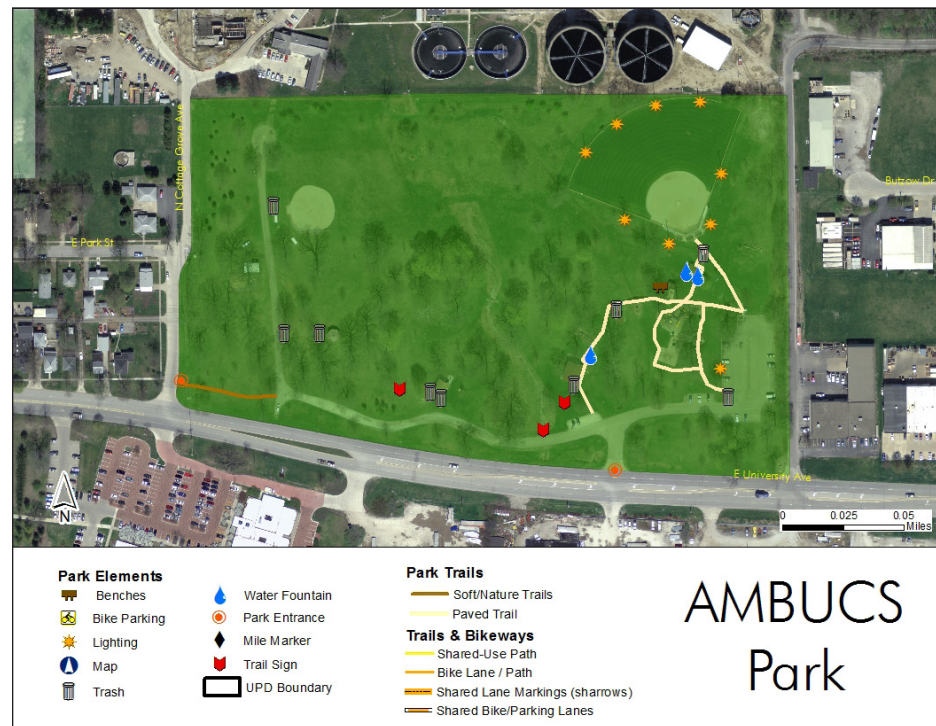 N Cottage Grove Ave
E Park St
Butzow Dr
E University Ave
N
0 0.025 0.05
Miles
Park Elements
Benches
Bike Parking
Lighting
Map
Trash
Water Fountain
Park Entrance
Mile Marker
Trail Sign
UPD Boundary
Park Trails
Soft/Nature Trails
Paved Trail
Trails & Bikeways
Shared-Use Path
Bike Lane / Path
Shared Lane Markings (sharrows)
Shared Bike/Parking Lanes
AMBUCS
Park